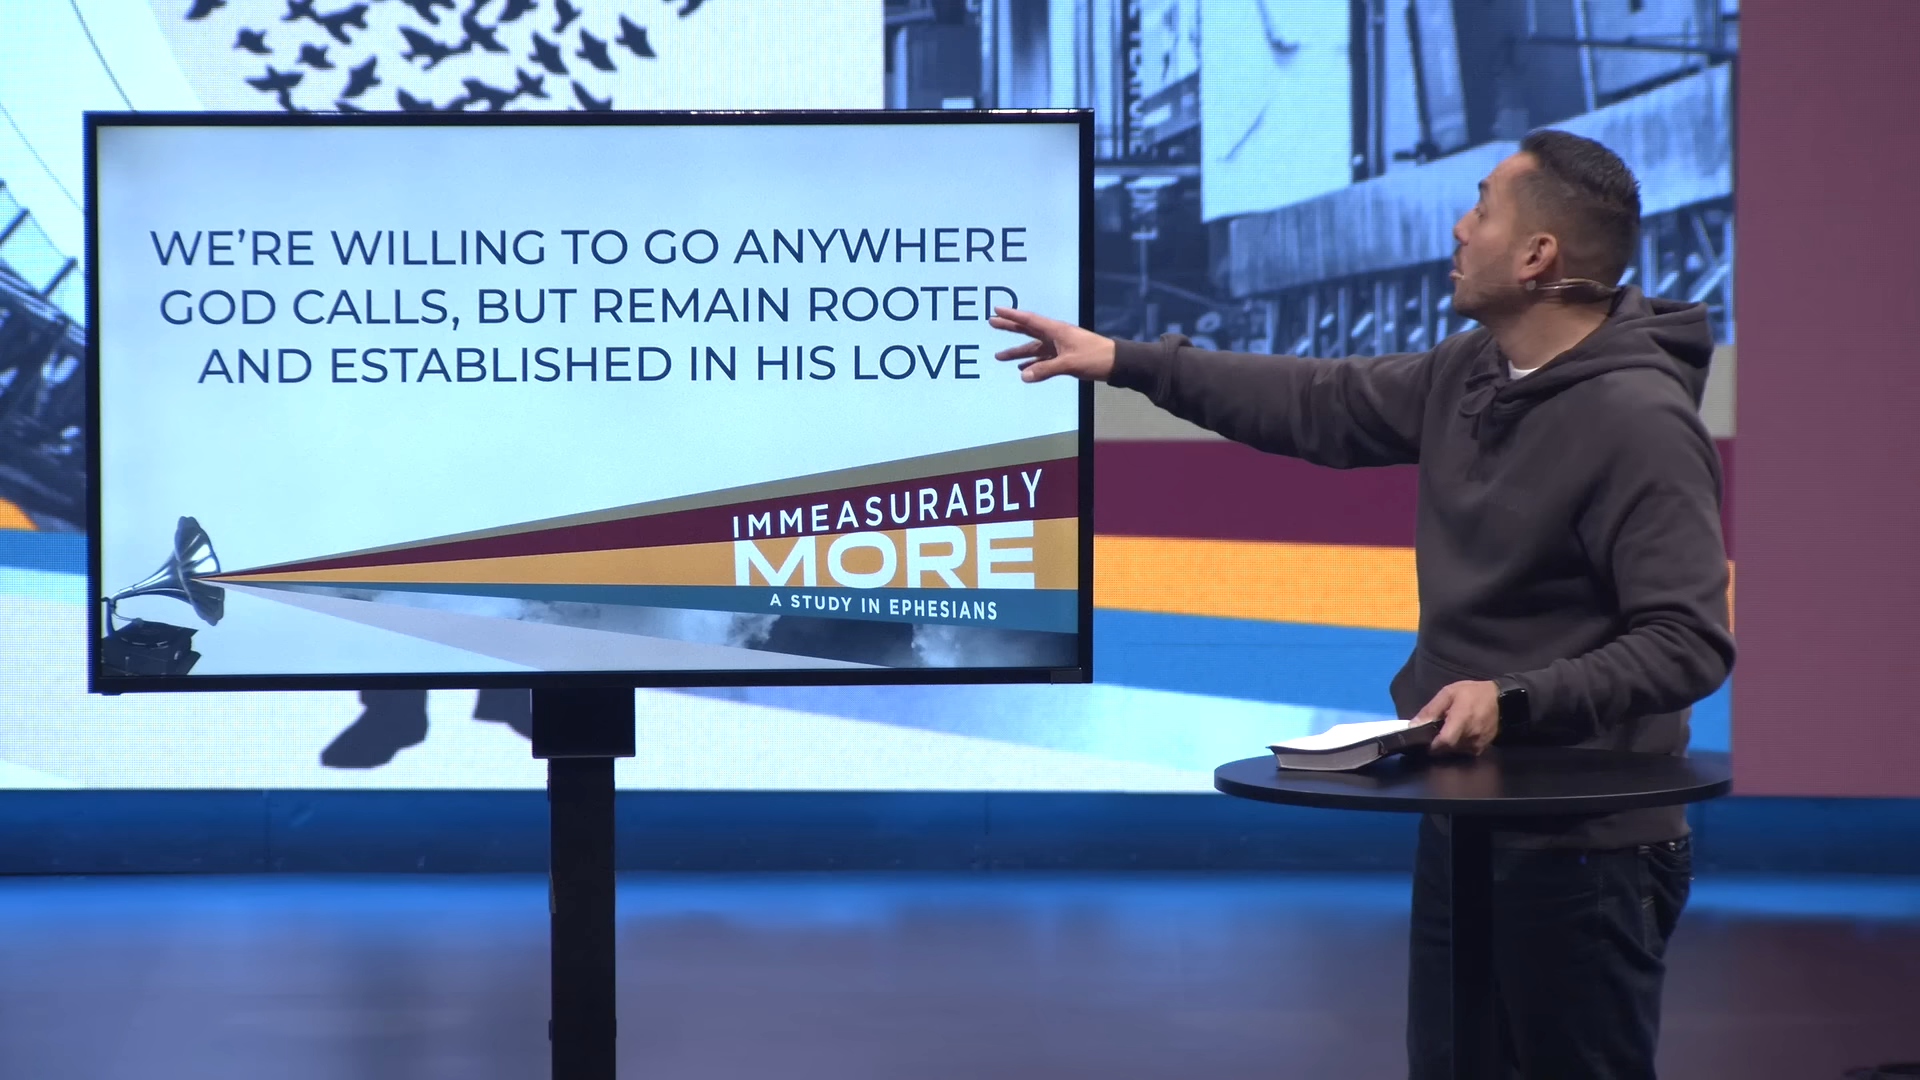 WE'RE WILLING TO GO ANYWHERE
GOD CALLS, BUT REMAIN ROOTED
AND ESTABLISHED IN HIS LOVE
IMMEASURABLY
MORE
A STUDY IN EPHESIANS